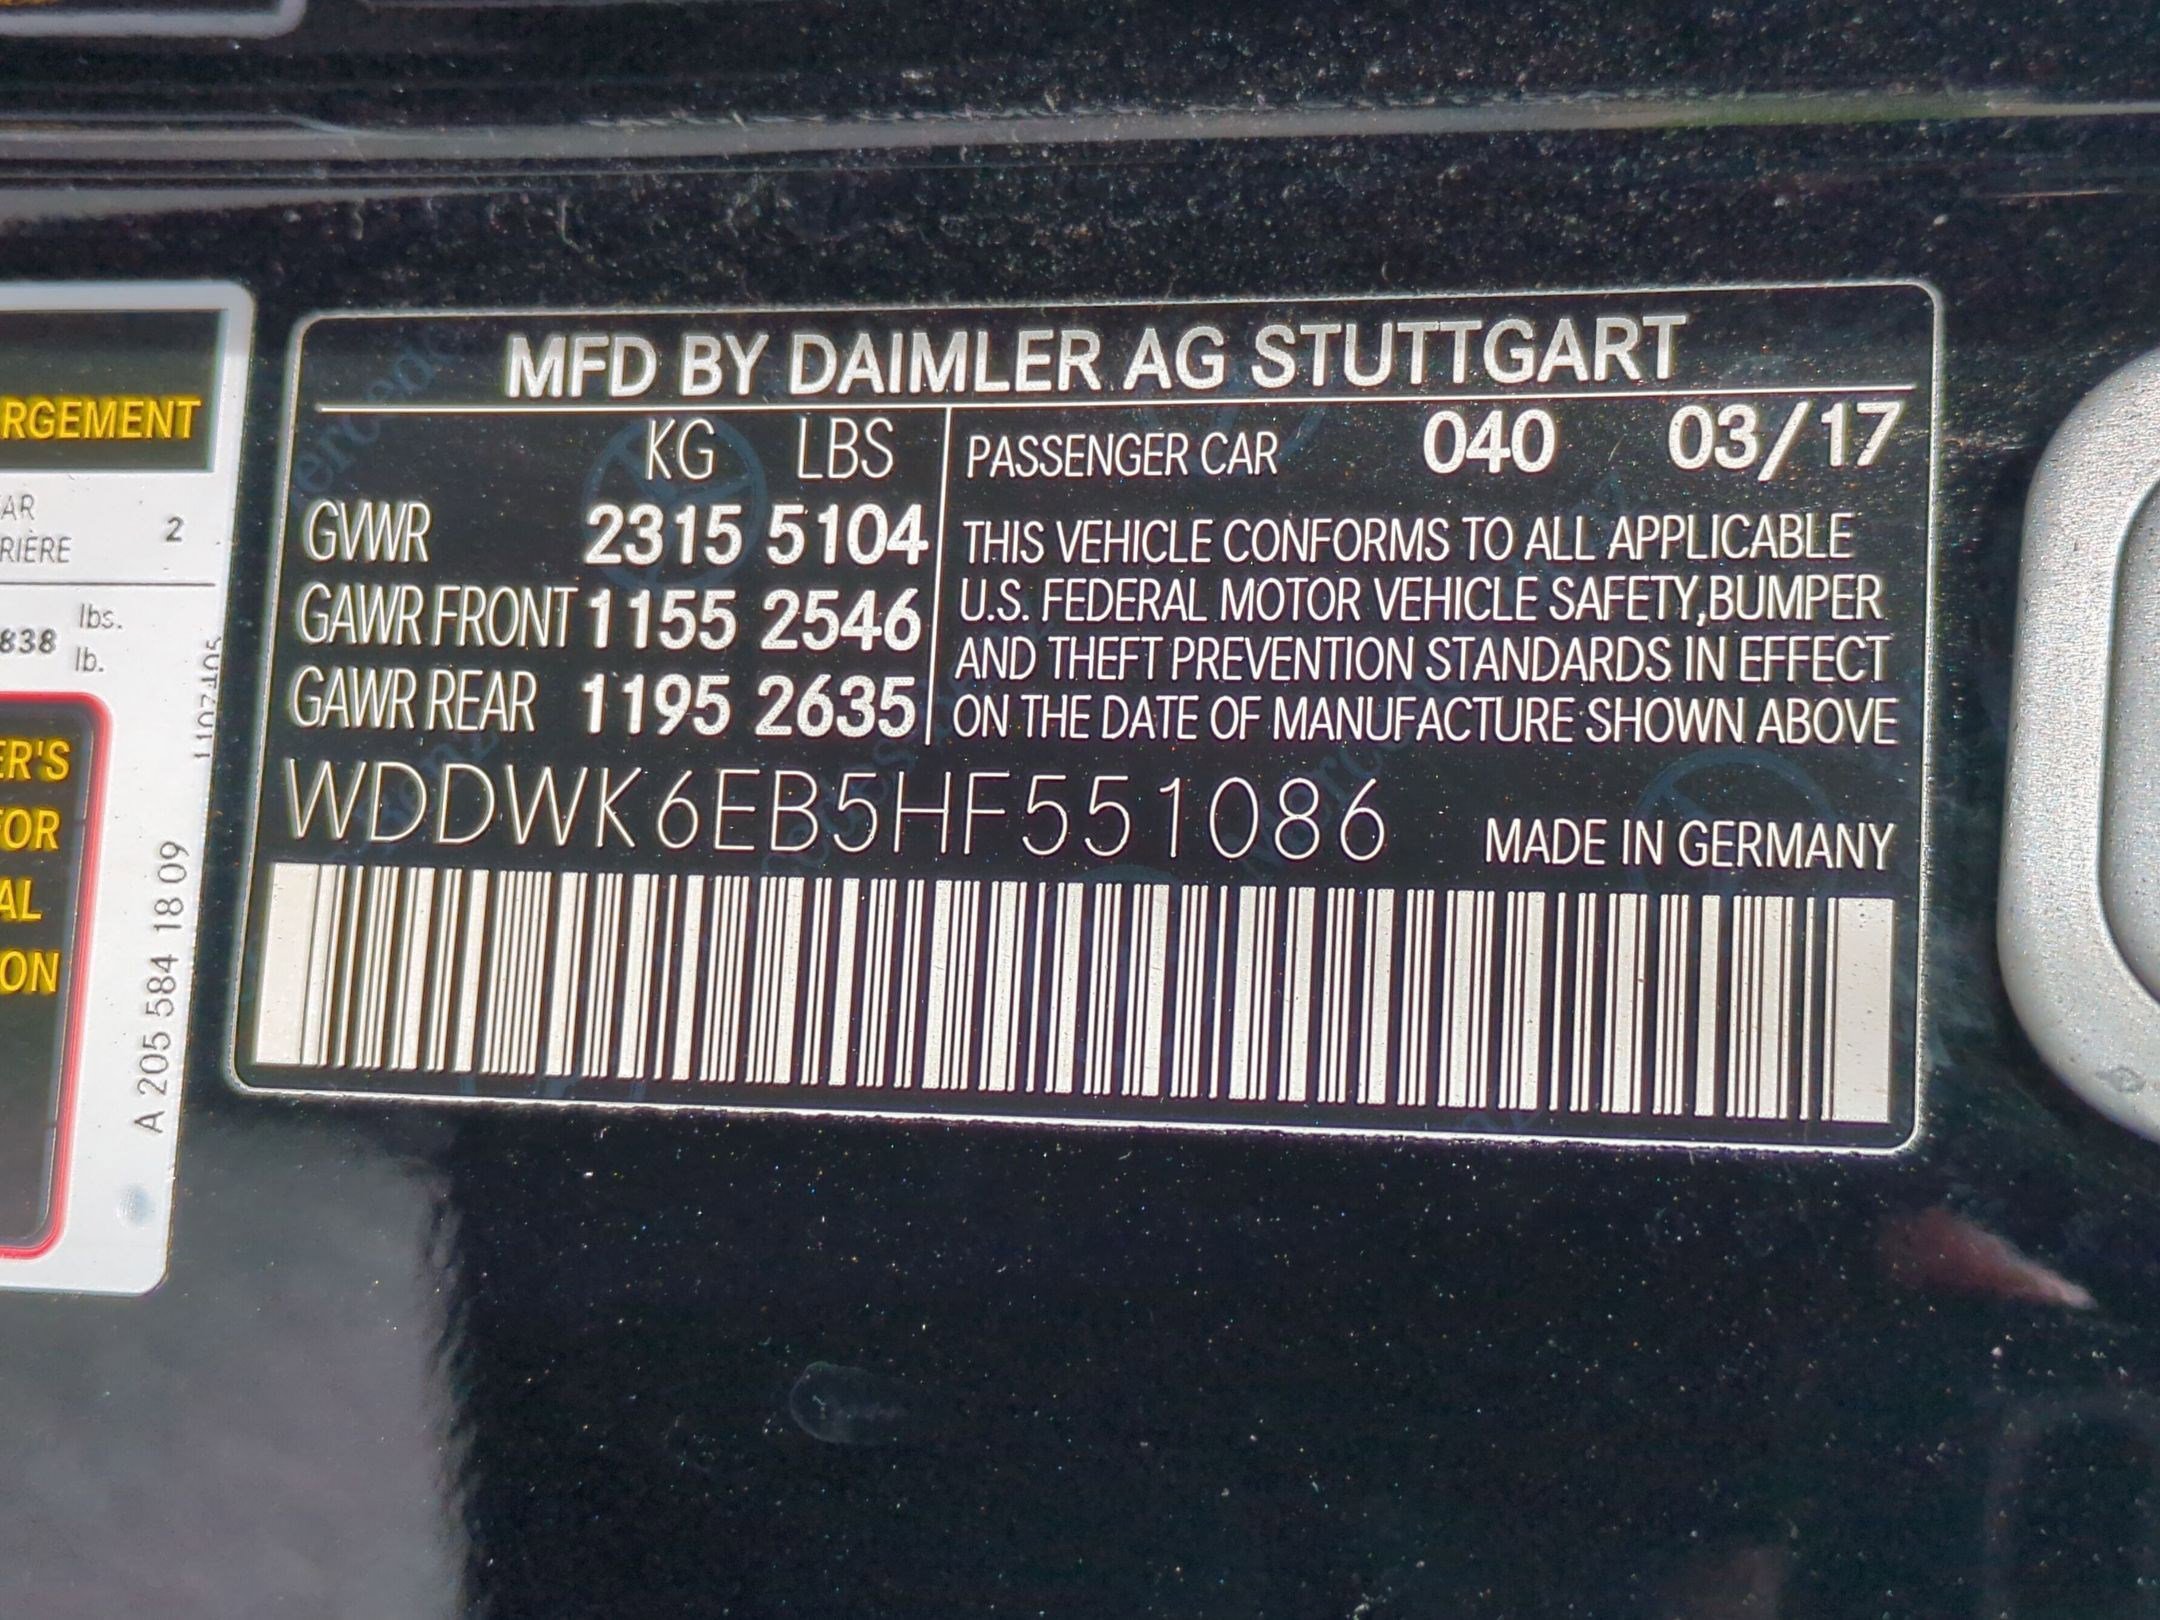 MFD BY DAIMLER AG STUTTGART
KG LBS
GVWR 2315 5104
GAWR FRONT 1155 2546
GAWR REAR 1195 2635
PASSENGER CAR 040 03/17
THIS VEHICLE CONFORMS TO ALL APPLICABLE
U.S. FEDERAL MOTOR VEHICLE SAFETY, BUMPER
AND THEFT PREVENTION STANDARDS IN EFFECT
ON THE DATE OF MANUFACTURE SHOWN ABOVE
WDDWK6EB5HF551086 MADE IN GERMANY
RGEMENT
AR
RIÈRE 2
838 lbs.
lb.
ER'S
FOR
AL
ON
A 205 584 18 09